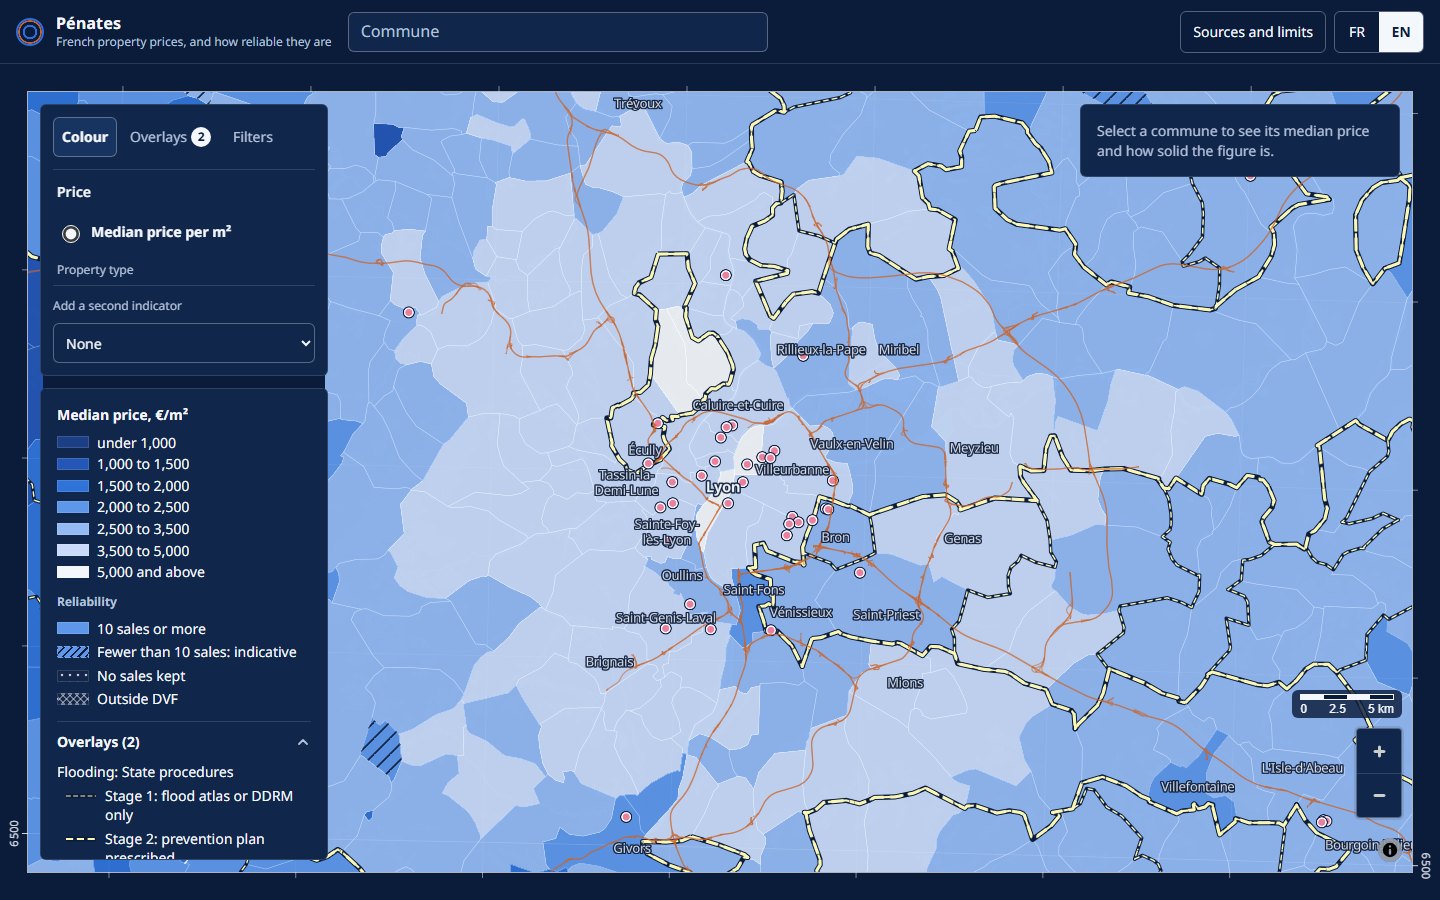 Pénates
French property prices, and how reliable they are
Commune
Sources and limits
FR
EN
Colour
Overlays 2
Filters
Price
Median price per m²
Property type
Add a second indicator
None
Median price, €/m²
under 1,000
1,000 to 1,500
1,500 to 2,000
2,000 to 2,500
2,500 to 3,500
3,500 to 5,000
5,000 and above
Reliability
10 sales or more
Fewer than 10 sales: indicative
No sales kept
Outside DVF
Overlays (2)
Flooding: State procedures
Stage 1: flood atlas or DDRM
only
Stage 2: prevention plan
prescribed
Select a commune to see its median price
and how solid the figure is.
Trévoux
Rillieux-la-Pape
Miribel
Caluire-et-Cuire
Écully
Vaulx-en-Velin
Meyzieu
Tassin-la-
Demi-Lune
Villeurbanne
Lyon
Sainte-Foy-
lès-Lyon
Bron
Genas
Oullins
Saint-Fons
Saint-Genis-Laval
Vénissieux
Saint-Priest
Brignais
Mions
0 2.5 5 km
+
−
L'Isle-d'Abeau
Villefontaine
Givors
6500
6500